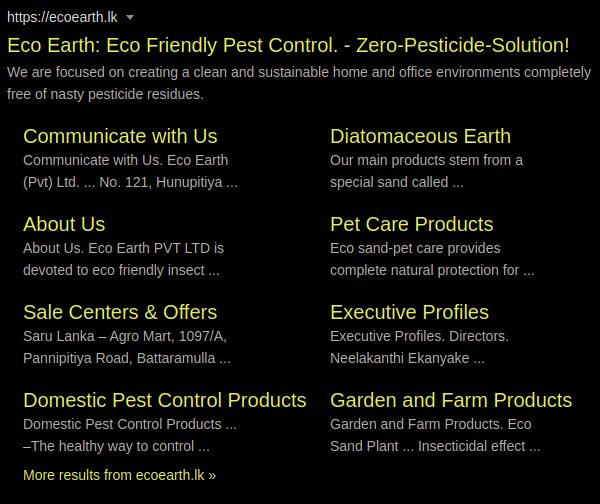 https://ecoearth.lk
Eco Earth: Eco Friendly Pest Control. - Zero-Pesticide-Solution!
We are focused on creating a clean and sustainable home and office environments completely
free of nasty pesticide residues.
Communicate with Us
Communicate with Us. Eco Earth
(Pvt) Ltd. ... No. 121, Hunupitiya ...
Diatomaceous Earth
Our main products stem from a
special sand called ...
About Us
About Us. Eco Earth PVT LTD is
devoted to eco friendly insect ...
Pet Care Products
Eco sand-pet care provides
complete natural protection for ...
Sale Centers & Offers
Saru Lanka – Agro Mart, 1097/A,
Pannipitiya Road, Battaramulla ...
Executive Profiles
Executive Profiles. Directors.
Neelakanthi Ekanyake ...
Domestic Pest Control Products
Domestic Pest Control Products ...
–The healthy way to control ...
Garden and Farm Products
Garden and Farm Products. Eco
Sand Plant ... Insecticidal effect ...
More results from ecoearth.lk »